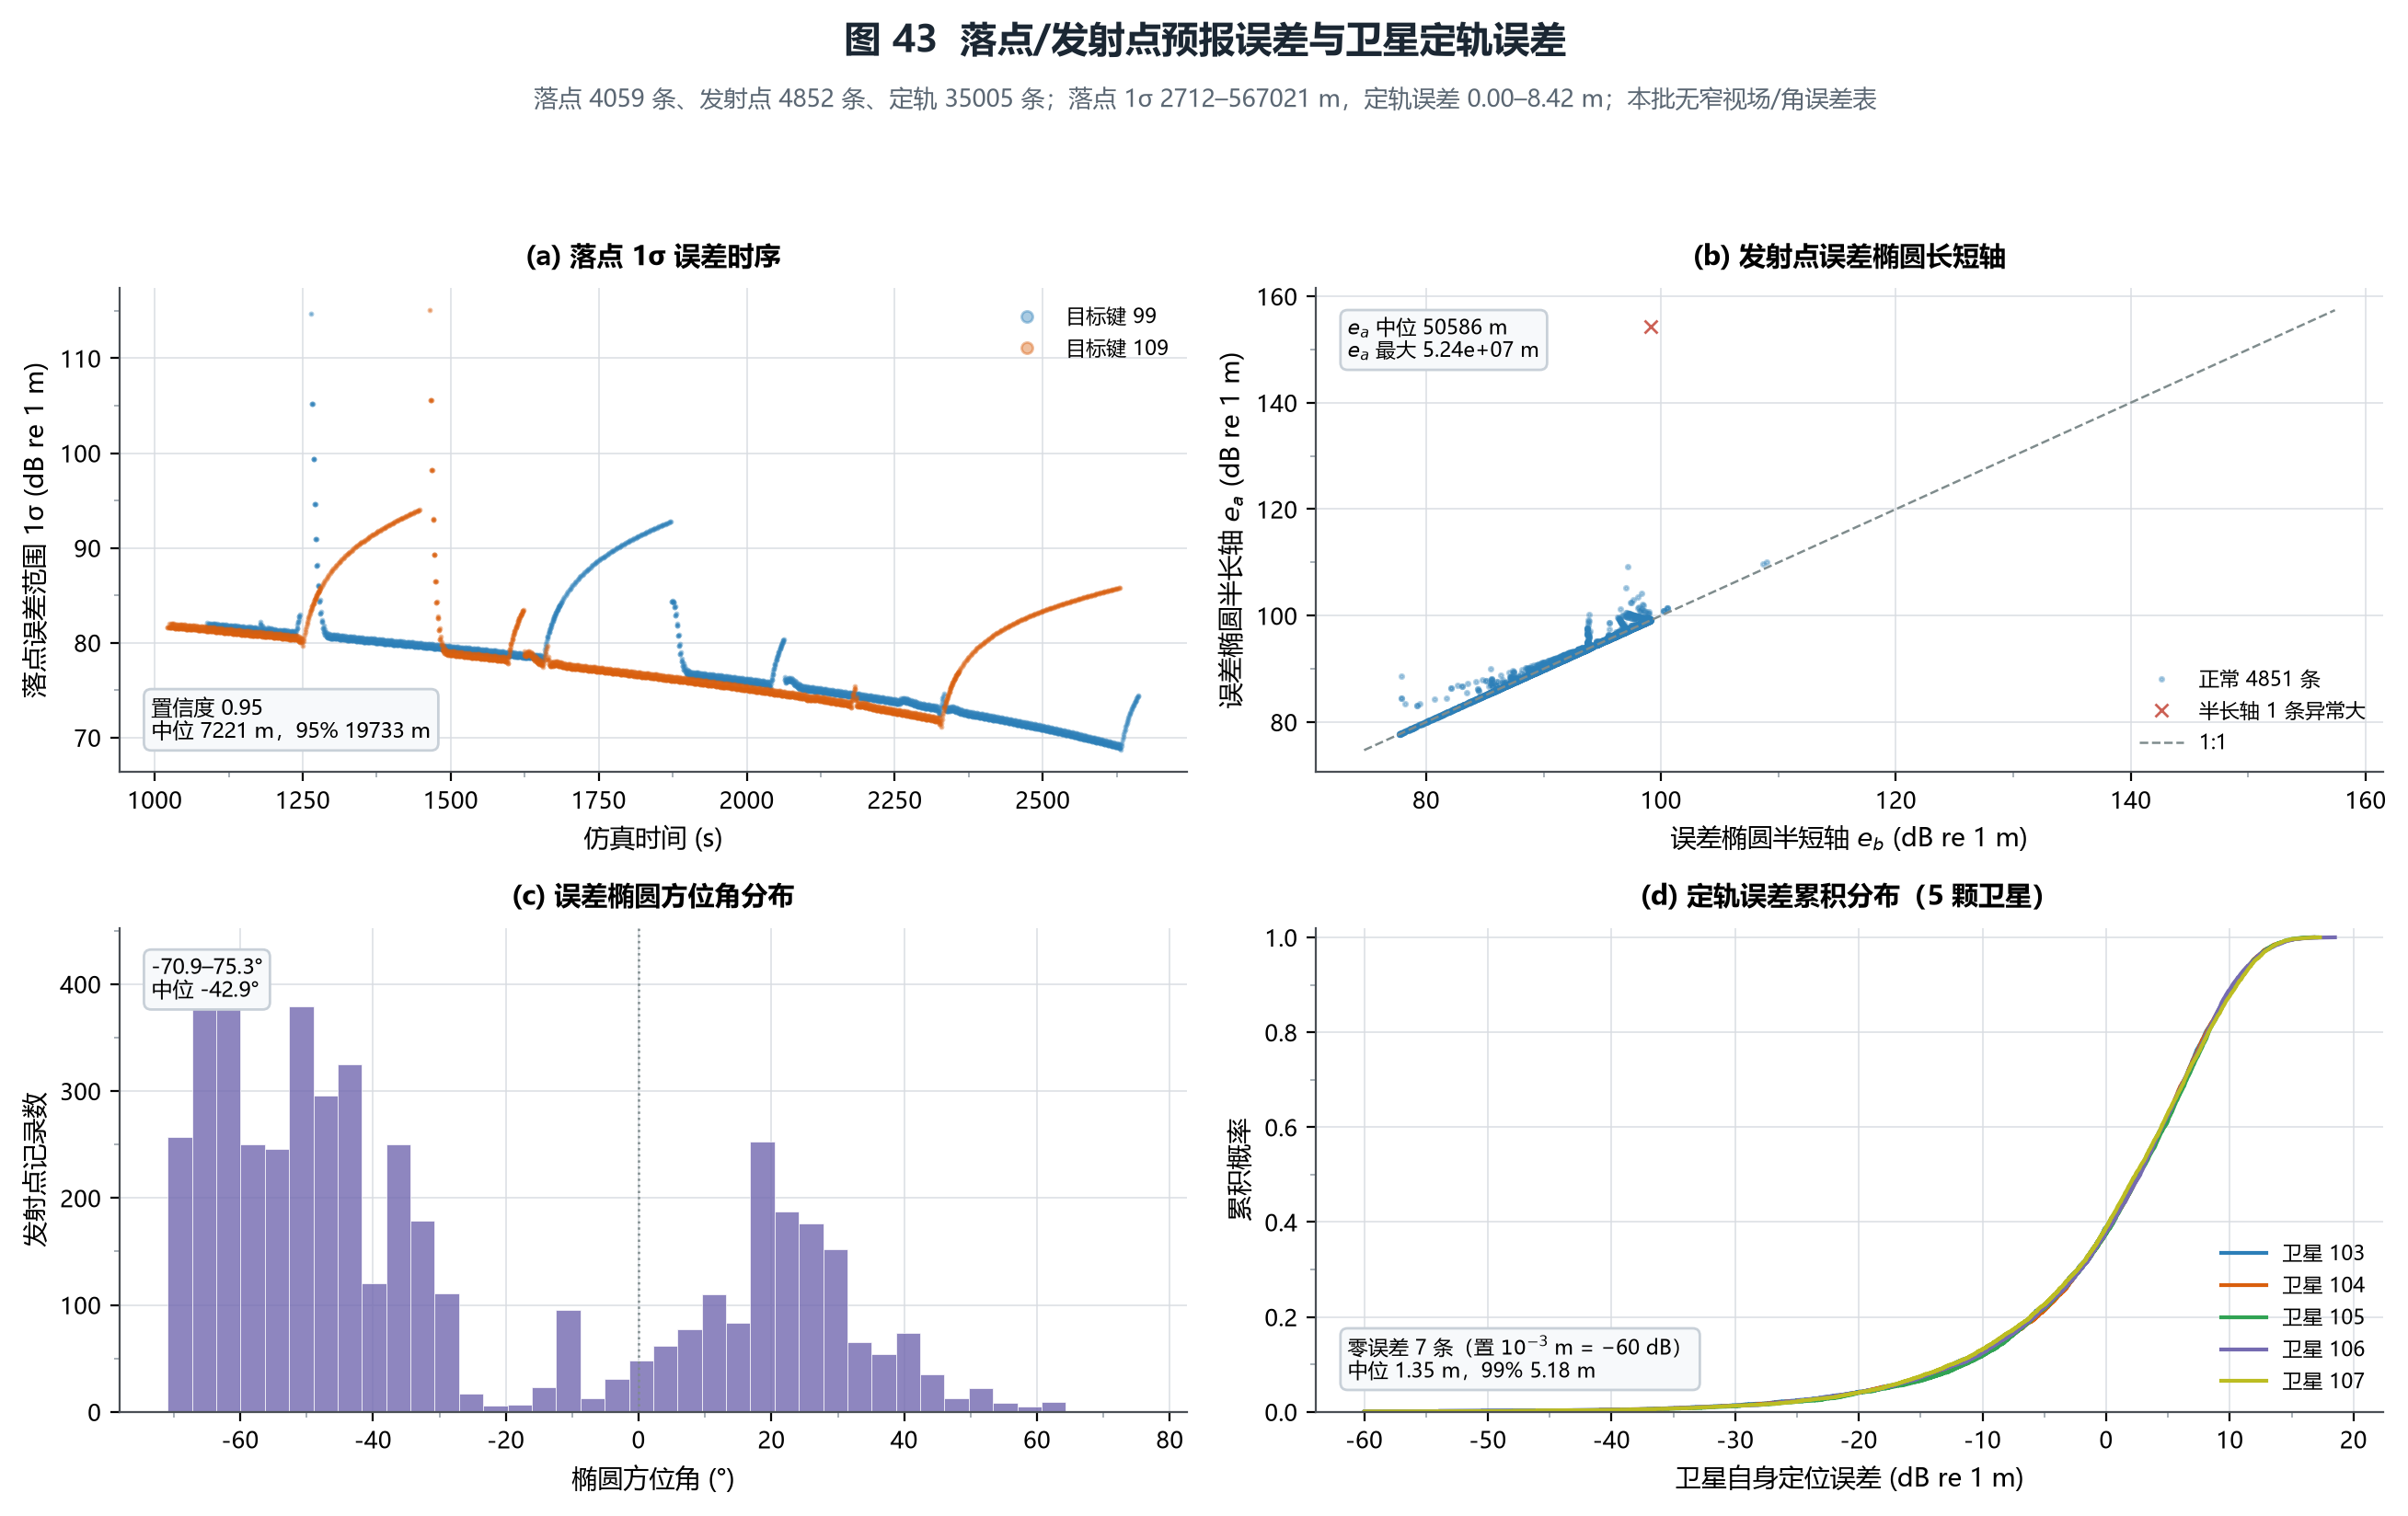 图 43 落点/发射点预报误差与卫星定轨误差
落点 4059 条、发射点 4852 条、定轨 35005 条；落点 1σ 2712–567021 m，定轨误差 0.00–8.42 m；本批无窄视场/角误差表
(a) 落点 1σ 误差时序
落点误差范围 1σ (dB re 1 m)
110
100
90
80
70
目标键 99
目标键 109
置信度 0.95
中位 7221 m，95% 19733 m
1000 1250 1500 1750 2000 2250 2500
仿真时间 (s)
(b) 发射点误差椭圆长短轴
误差椭圆半长轴 eₐ (dB re 1 m)
160
140
120
100
80
eₐ 中位 50586 m
eₐ 最大 5.24e+07 m
正常 4851 条
半长轴 1 条异常大
1:1
80 100 120 140 160
误差椭圆半短轴 e_b (dB re 1 m)
(c) 误差椭圆方位角分布
发射点记录数
400
300
200
100
0
-70.9–75.3°
中位 -42.9°
-60 -40 -20 0 20 40 60 80
椭圆方位角 (°)
(d) 定轨误差累积分布（5 颗卫星）
累积概率
1.0
0.8
0.6
0.4
0.2
0.0
卫星 103
卫星 104
卫星 105
卫星 106
卫星 107
零误差 7 条（置 10⁻³ m = −60 dB）
中位 1.35 m，99% 5.18 m
-60 -50 -40 -30 -20 -10 0 10 20
卫星自身定位误差 (dB re 1 m)